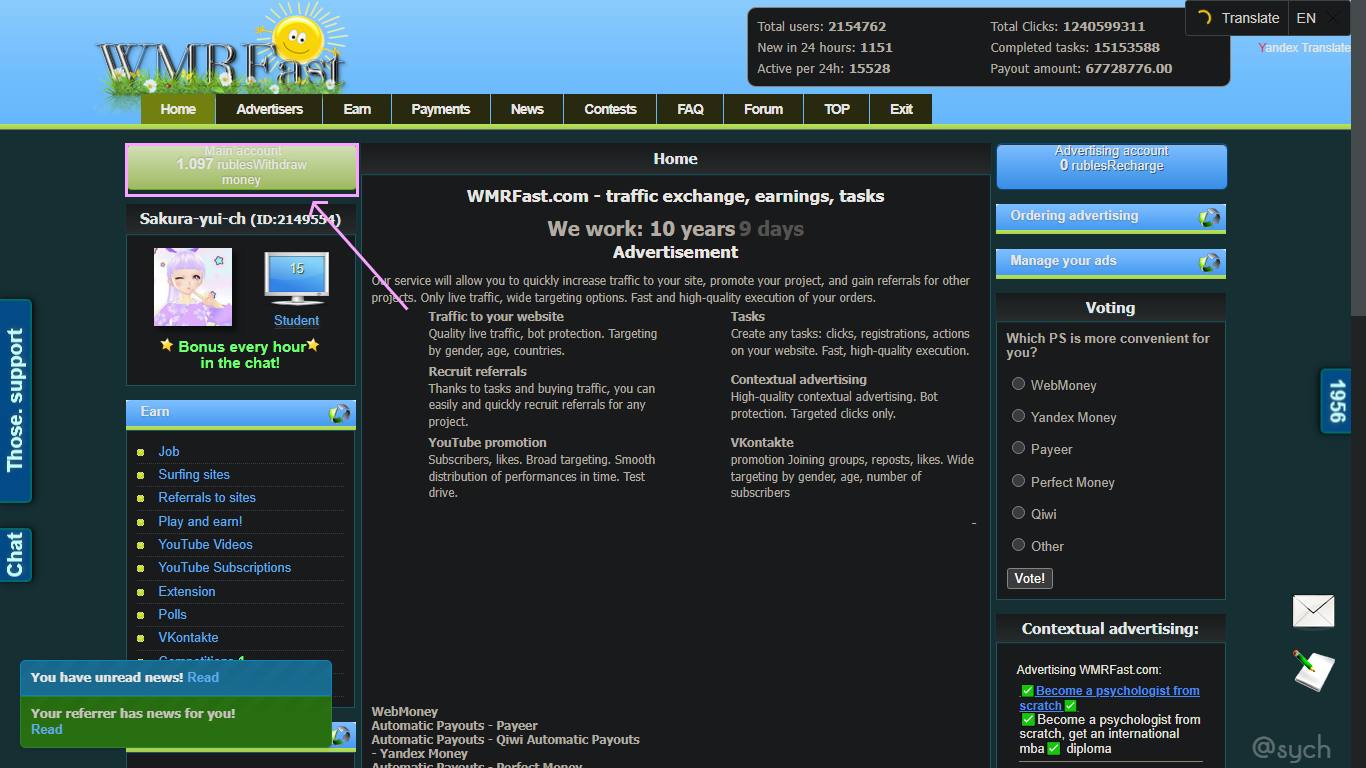 WMRFast
Total users: 2154762
New in 24 hours: 1151
Active per 24h: 15528
Total Clicks: 1240599311
Completed tasks: 15153588
Payout amount: 67728776.00
Translate EN
Yandex Translate
Home Advertisers Earn Payments News Contests FAQ Forum TOP Exit
Main account
1.097 rublesWithdraw
money
Sakura-yui-ch (ID:2149554)
15
Student
Bonus every hour
in the chat!
Those. support
Chat
Earn
Job
Surfing sites
Referrals to sites
Play and earn!
YouTube Videos
YouTube Subscriptions
Extension
Polls
VKontakte
Competitions 1
You have unread news! Read
Your referrer has news for you!
Read
Home
WMRFast.com - traffic exchange, earnings, tasks
We work: 10 years 9 days
Advertisement
Our service will allow you to quickly increase traffic to your site, promote your project, and gain referrals for other
projects. Only live traffic, wide targeting options. Fast and high-quality execution of your orders.
Traffic to your website
Quality live traffic, bot protection. Targeting
by gender, age, countries.
Recruit referrals
Thanks to tasks and buying traffic, you can
easily and quickly recruit referrals for any
project.
YouTube promotion
Subscribers, likes. Broad targeting. Smooth
distribution of performances in time. Test
drive.
Tasks
Create any tasks: clicks, registrations, actions
on your website. Fast, high-quality execution.
Contextual advertising
High-quality contextual advertising. Bot
protection. Targeted clicks only.
VKontakte
promotion Joining groups, reposts, likes. Wide
targeting by gender, age, number of
subscribers
-
WebMoney
Automatic Payouts - Payeer
Automatic Payouts - Qiwi Automatic Payouts
- Yandex Money
Automatic Payouts - Perfect Money
Advertising account
0 rublesRecharge
Ordering advertising
Manage your ads
Voting
Which PS is more convenient for
you?
WebMoney
Yandex Money
Payeer
Perfect Money
Qiwi
Other
Vote!
1956
Contextual advertising:
Advertising WMRFast.com:
✅Become a psychologist from
scratch✅
✅Become a psychologist from
scratch, get an international
mba✅ diploma
@sych